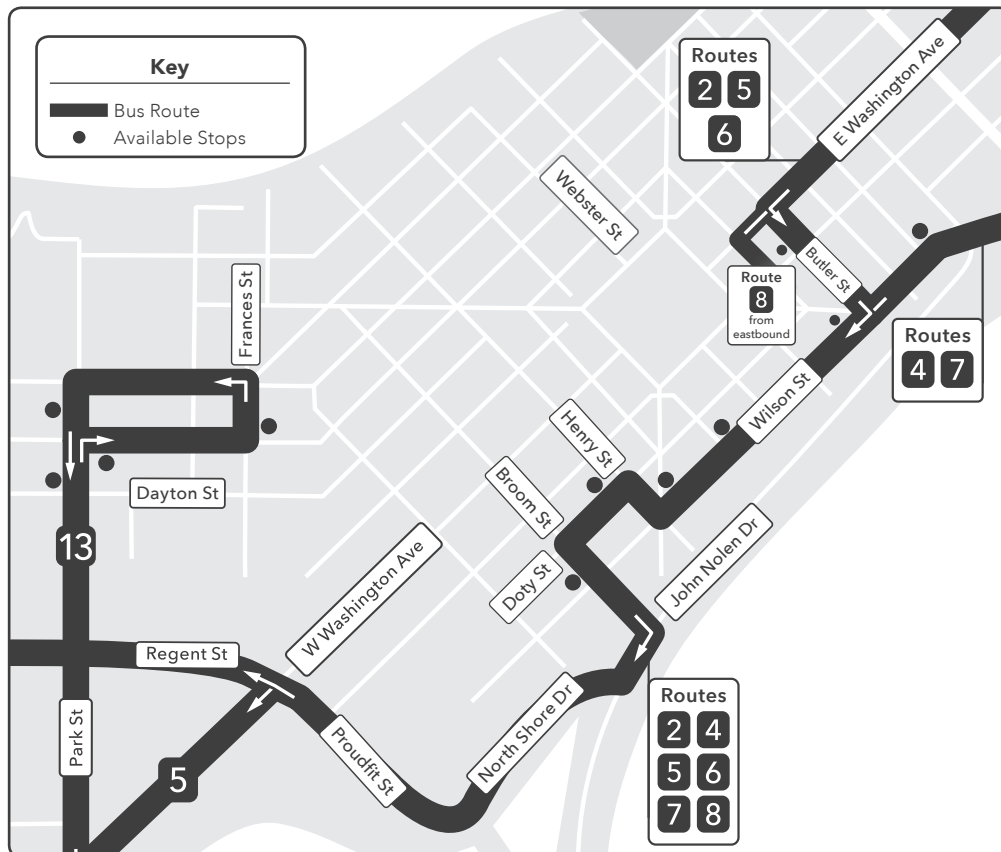 Key
Bus Route
Available Stops
Routes
2 5
6
E Washington Ave
Webster St
Butler St
Route
8
from
eastbound
Routes
4 7
Frances St
Wilson St
Henry St
Broom St
Dayton St
13
Doty St
John Nolen Dr
W Washington Ave
Regent St
Park St
5
Proudfit St
North Shore Dr
Routes
2 4
5 6
7 8